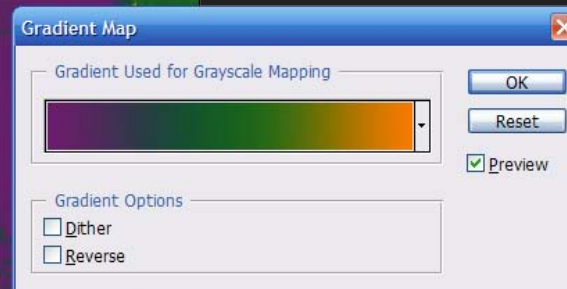 Gradient Map
Gradient Used for Grayscale Mapping
OK
Reset
Preview
Gradient Options
Dither
Reverse